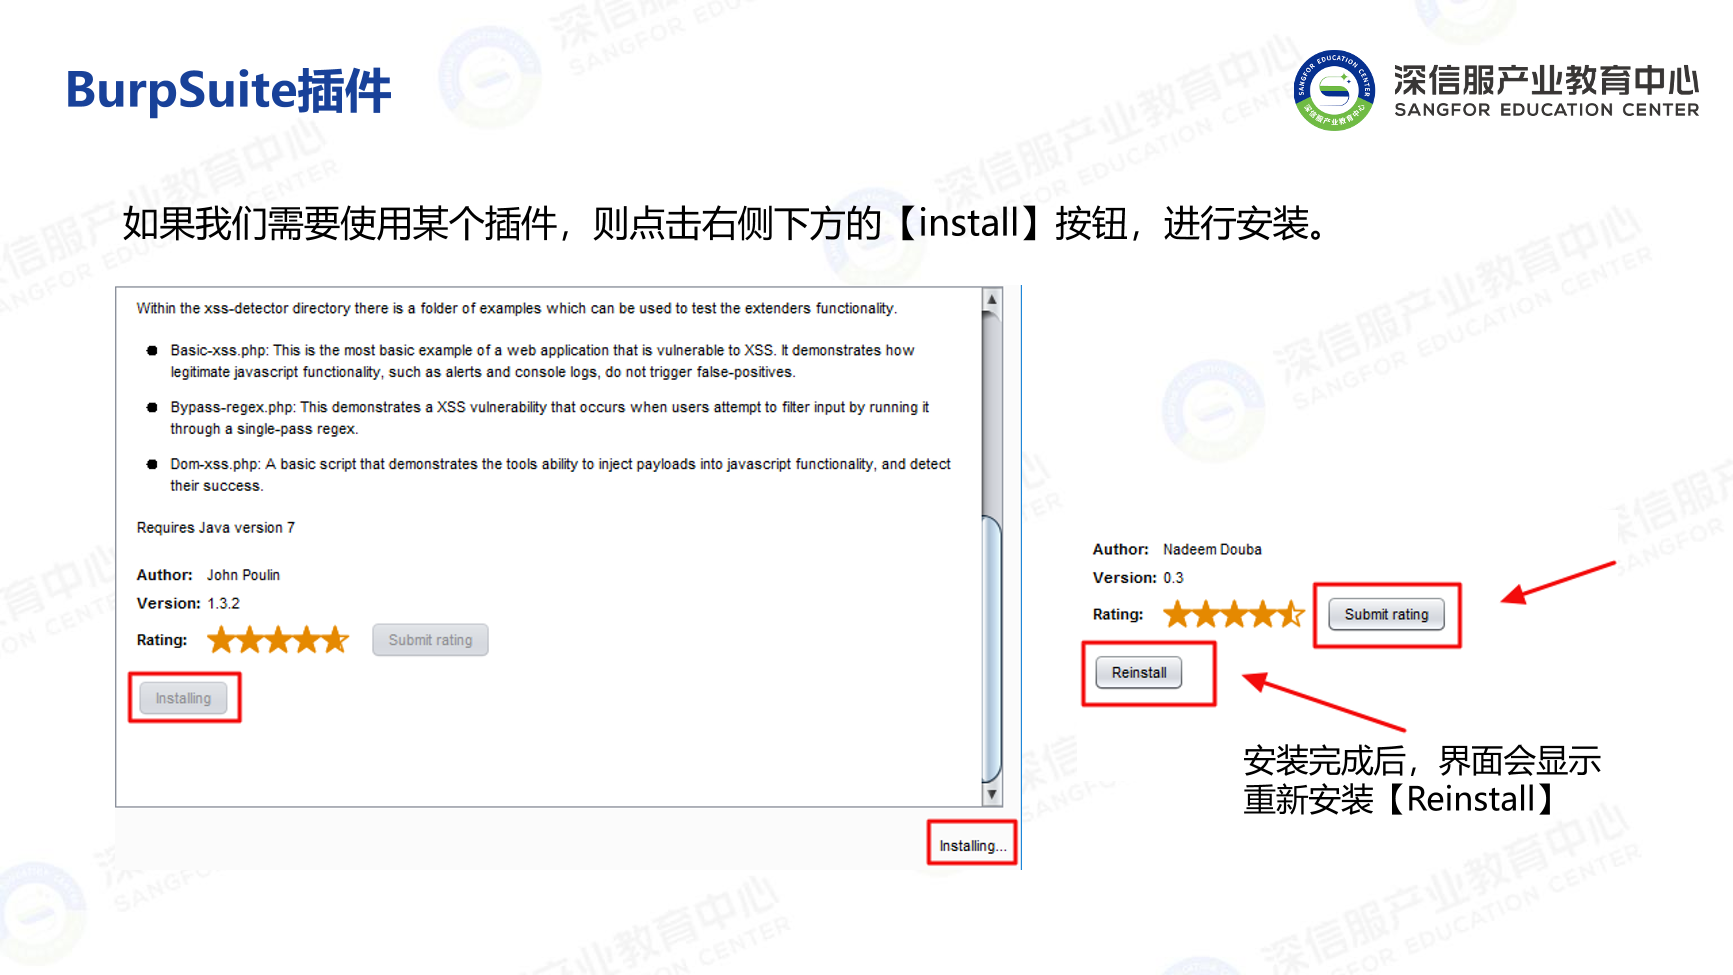 BurpSuite插件
深信服产业教育中心
SANGFOR EDUCATION CENTER
如果我们需要使用某个插件，则点击右侧下方的【install】按钮，进行安装。
Within the xss-detector directory there is a folder of examples which can be used to test the extenders functionality.
Basic-xss.php: This is the most basic example of a web application that is vulnerable to XSS. It demonstrates how
legitimate javascript functionality, such as alerts and console logs, do not trigger false-positives.
Bypass-regex.php: This demonstrates a XSS vulnerability that occurs when users attempt to filter input by running it
through a single-pass regex.
Dom-xss.php: A basic script that demonstrates the tools ability to inject payloads into javascript functionality, and detect
their success.
Requires Java version 7
Author: John Poulin
Version: 1.3.2
Rating: Submit rating
Installing
Installing...
Author: Nadeem Douba
Version: 0.3
Rating: Submit rating
Reinstall
安装完成后，界面会显示
重新安装【Reinstall】